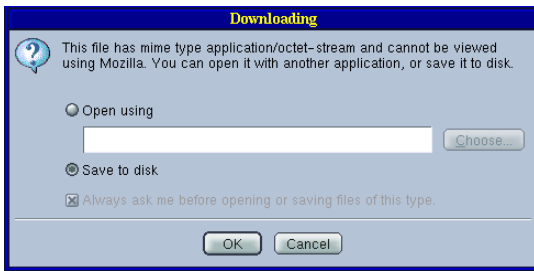 Downloading
This file has mime type application/octet-stream and cannot be viewed
using Mozilla. You can open it with another application, or save it to disk.
Open using
Choose...
Save to disk
Always ask me before opening or saving files of this type.
OK Cancel